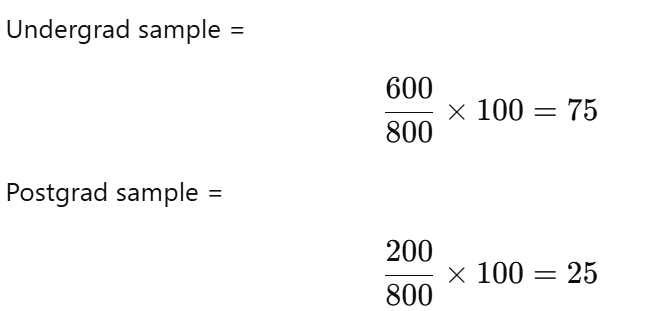 Undergrad sample =
600
800 × 100 = 75
Postgrad sample =
200
800 × 100 = 25